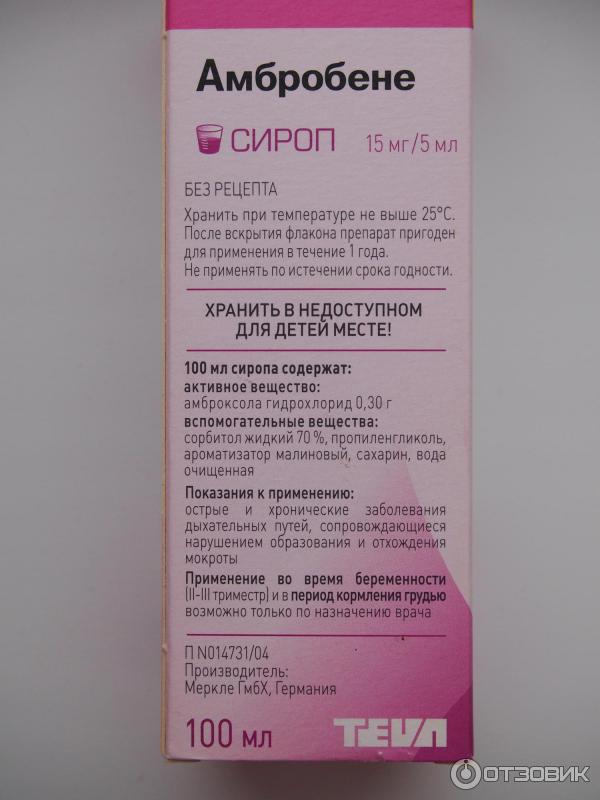 Амбробене
СИРОП 15 мг/5 мл
БЕЗ РЕЦЕПТА
Хранить при температуре не выше 25°С.
После вскрытия флакона препарат пригоден
для применения в течение 1 года.
Не применять по истечении срока годности.
ХРАНИТЬ В НЕДОСТУПНОМ
ДЛЯ ДЕТЕЙ МЕСТЕ!
100 мл сиропа содержат:
активное вещество:
амброксола гидрохлорид 0,30 г
вспомогательные вещества:
сорбитол жидкий 70 %, пропиленгликоль,
ароматизатор малиновый, сахарин, вода
очищенная
Показания к применению:
острые и хронические заболевания
дыхательных путей, сопровождающиеся
нарушением образования и отхождения
мокроты
Применение во время беременности
(II-III триместр) и в период кормления грудью
возможно только по назначению врача
П N014731/04
Производитель:
Меркле ГмбХ, Германия
100 мл TEVA
ОТЗОВИК